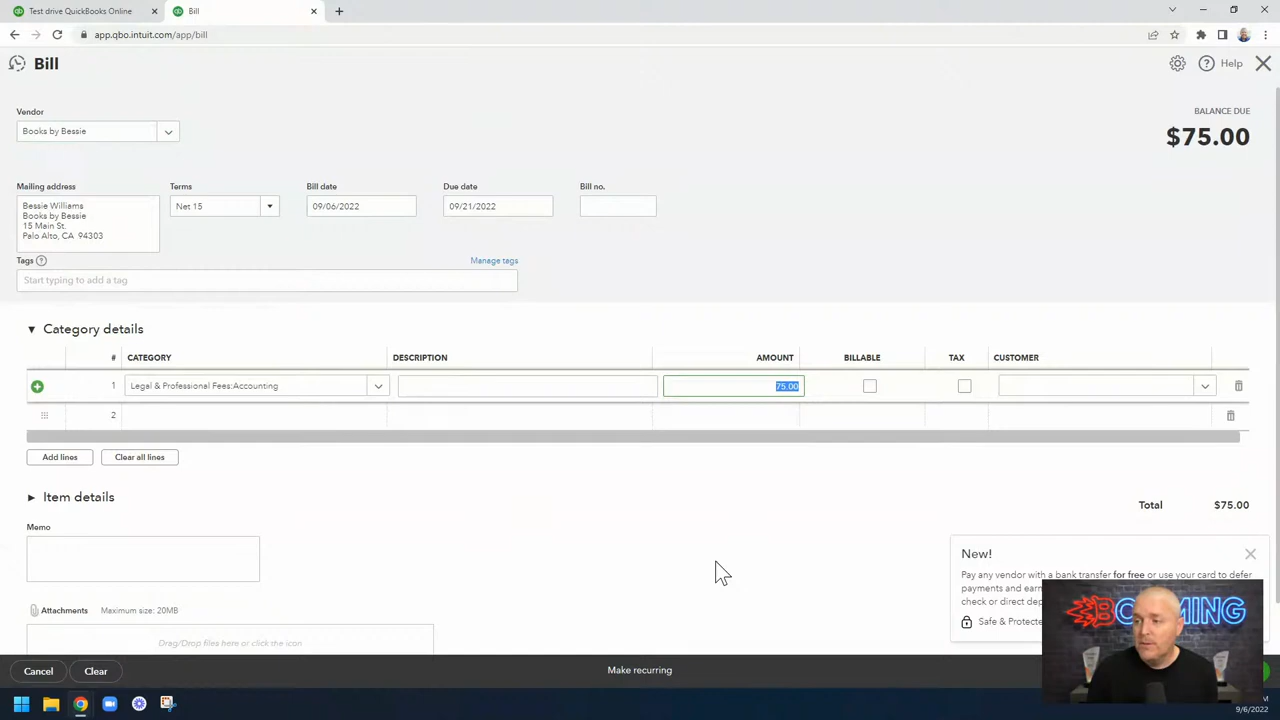 Test drive QuickBooks Online
Bill
app.qbo.intuit.com/app/bill
Bill
Help
Vendor
BALANCE DUE
Books by Bessie
$75.00
Mailing address
Terms
Bill date
Due date
Bill no.
Bessie Williams
Books by Bessie
15 Main St.
Palo Alto, CA 94303
Net 15
09/06/2022
09/21/2022
Tags
Manage tags
Start typing to add a tag
Category details
# CATEGORY DESCRIPTION AMOUNT BILLABLE TAX CUSTOMER
1 Legal & Professional Fees:Accounting 75.00
2
Add lines
Clear all lines
Item details
Total $75.00
Memo
New!
Pay any vendor with a bank transfer for free or use your card to defer
payments and earn
check or direct
Safe &
Attachments Maximum size: 20MB
BOOMING
Drag/Drop files here or click the icon
Cancel
Clear
Make recurring
9/6/2022